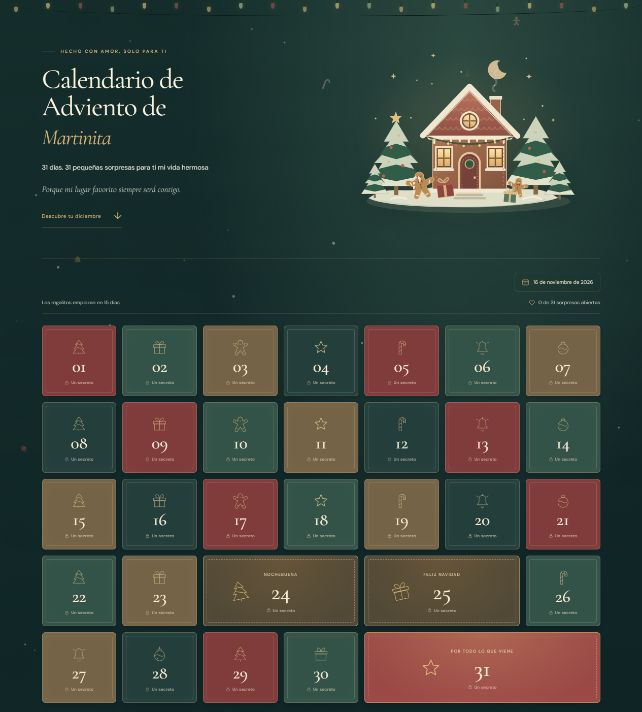 HECHO CON AMOR, SOLO PARA TI
Calendario de
Adviento de
Martinita
31 días, 31 pequeñas sorpresas para ti mi vida hermosa
Porque mi lugar favorito siempre será contigo.
Descubre tu diciembre
16 de noviembre de 2026
Los regalitos empiezan en 15 días
0 de 31 sorpresas abiertas
01
Un secreto
02
Un secreto
03
Un secreto
04
Un secreto
05
Un secreto
06
Un secreto
07
Un secreto
08
Un secreto
09
Un secreto
10
Un secreto
11
Un secreto
12
Un secreto
13
Un secreto
14
Un secreto
15
Un secreto
16
Un secreto
17
Un secreto
18
Un secreto
19
Un secreto
20
Un secreto
21
Un secreto
22
Un secreto
23
Un secreto
NOCHEBUENA
24
Un secreto
FELIZ NAVIDAD
25
Un secreto
26
Un secreto
27
Un secreto
28
Un secreto
29
Un secreto
30
Un secreto
POR TODO LO QUE VIENE
31
Un secreto